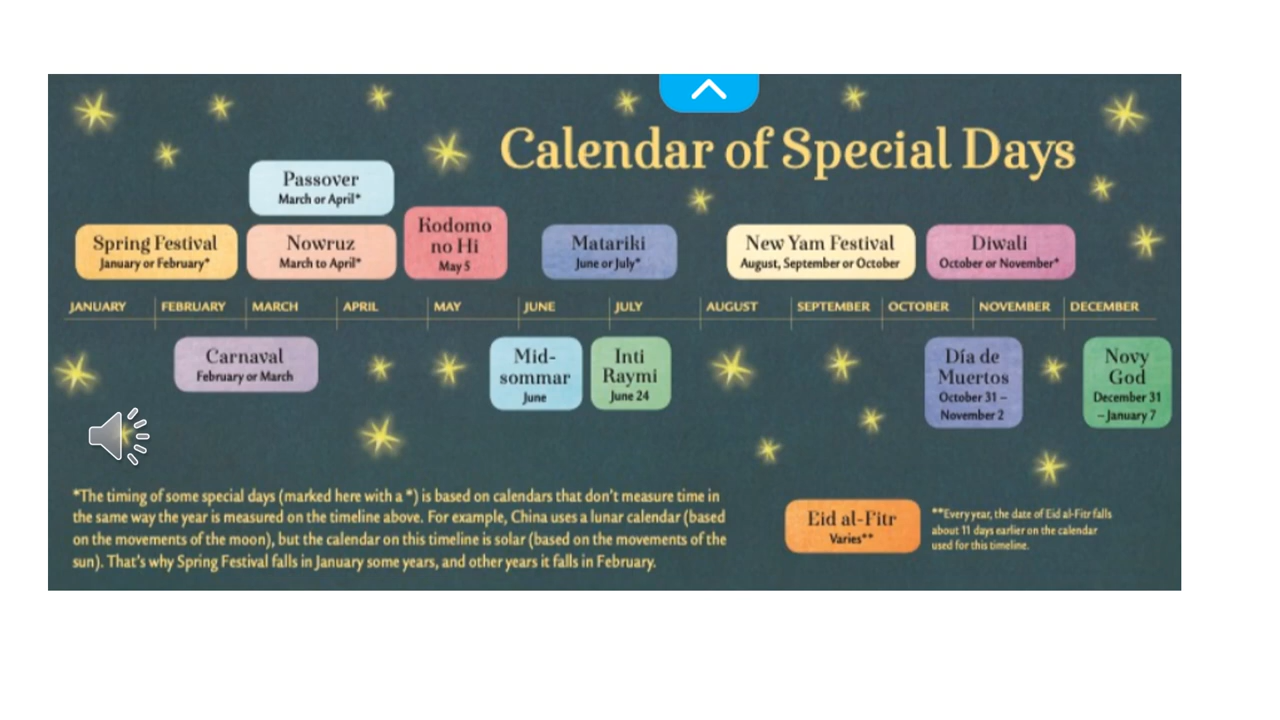 Calendar of Special Days
Passover
March or April*
Spring Festival
January or February*
Nowruz
March to April*
Kodomo
no Hi
May 5
Matariki
June or July*
New Yam Festival
August, September or October
Diwali
October or November*
JANUARY FEBRUARY MARCH APRIL MAY JUNE JULY AUGUST SEPTEMBER OCTOBER NOVEMBER DECEMBER
Carnaval
February or March
Mid-
sommar
June
Inti
Raymi
June 24
Día de
Muertos
October 31 –
November 2
Novy
God
December 31
– January 7
*The timing of some special days (marked here with a *) is based on calendars that don't measure time in
the same way the year is measured on the timeline above. For example, China uses a lunar calendar (based
on the movements of the moon), but the calendar on this timeline is solar (based on the movements of the
sun). That's why Spring Festival falls in January some years, and other years it falls in February.
Eid al-Fitr
Varies**
**Every year, the date of Eid al-Fitr falls
about 11 days earlier on the calendar
used for this timeline.